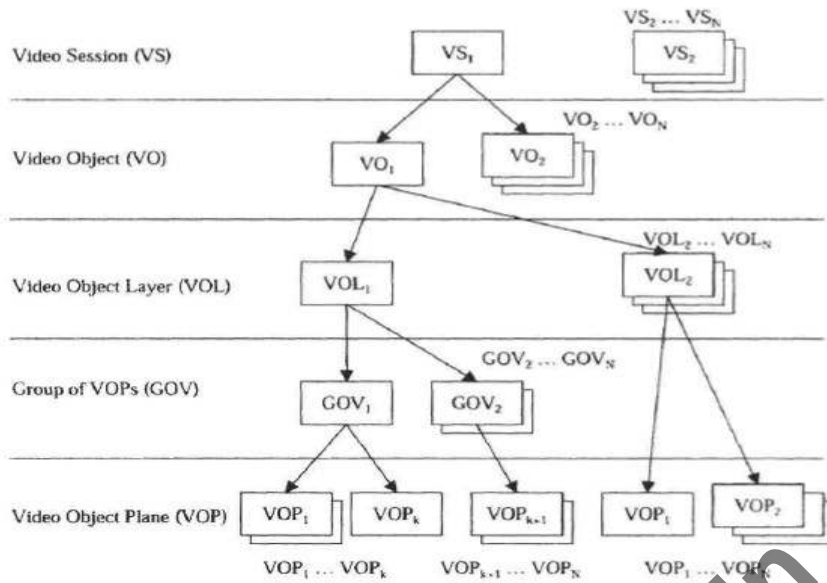 VS₂ … VS_N
Video Session (VS)
VS₁
VS₂
VO₂ … VO_N
Video Object (VO)
VO₁
VO₂
VOL₂ … VOL_N
Video Object Layer (VOL)
VOL₁
VOL₂
GOV₂ … GOV_N
Group of VOPs (GOV)
GOV₁
GOV₂
Video Object Plane (VOP)
VOP₁
VOP_k
VOP_k+1
VOP₁
VOP₂
VOP₁ … VOP_k
VOP_k+1 … VOP_N
VOP₁ … VOP_N